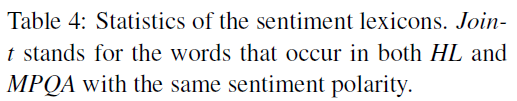 Table 4: Statistics of the sentiment lexicons. Join-
t stands for the words that occur in both HL and
MPQA with the same sentiment polarity.